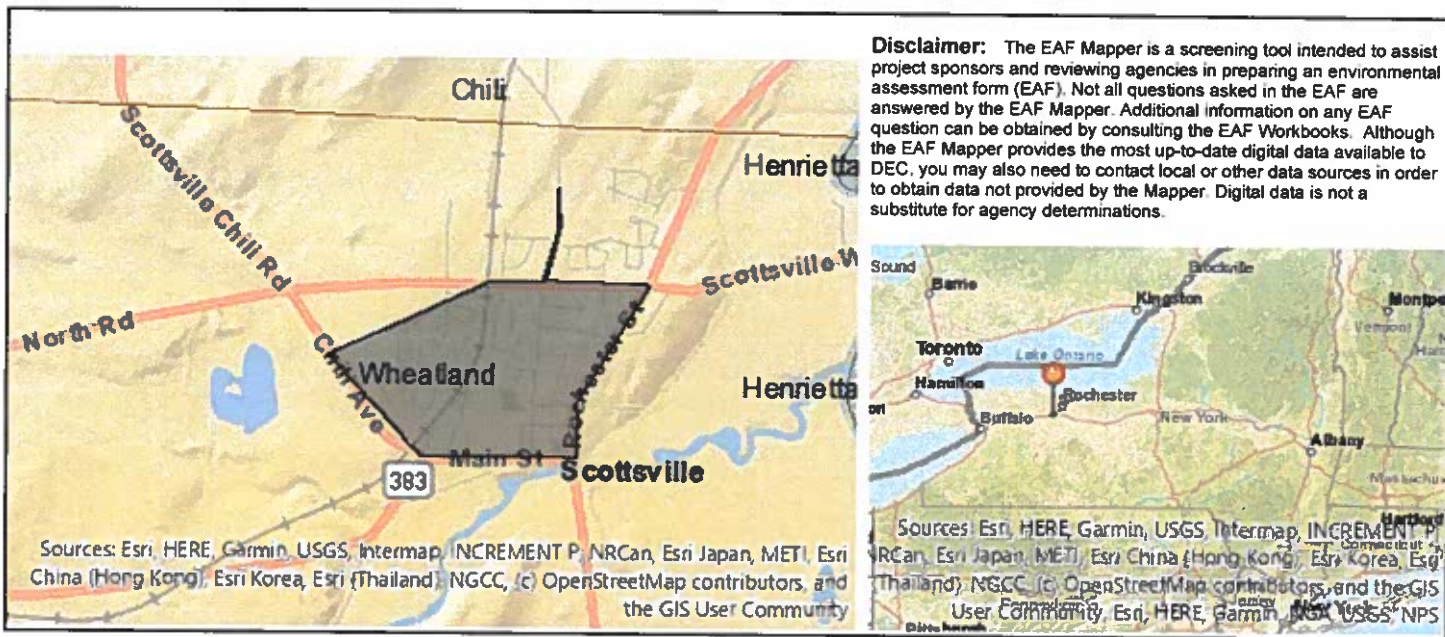 Disclaimer: The EAF Mapper is a screening tool intended to assist
project sponsors and reviewing agencies in preparing an environmental
assessment form (EAF). Not all questions asked in the EAF are
answered by the EAF Mapper. Additional information on any EAF
question can be obtained by consulting the EAF Workbooks. Although
the EAF Mapper provides the most up-to-date digital data available to
DEC, you may also need to contact local or other data sources in order
to obtain data not provided by the Mapper. Digital data is not a
substitute for agency determinations.
Chili
Scottsville Chili Rd
Henrietta
Scottsville W
North Rd
Chili Ave
Wheatland
Rochester St
Henrietta
Main St
Scottsville
383
Sources: Esri, HERE, Garmin, USGS, Intermap, INCREMENT P, NRCan, Esri Japan, METI, Esri
China (Hong Kong), Esri Korea, Esri (Thailand), NGCC, (c) OpenStreetMap contributors, and
the GIS User Community
Sound
Barrie
Brockville
Kingston
Montpe
Vermont
Toronto
Lake Ontario
Hamilton
Rochester
Buffalo
New York
Albany
Massachu
Hartford
Connecticut
Sources: Esri, HERE, Garmin, USGS, Intermap, INCREMENT P,
NRCan, Esri Japan, METI, Esri China (Hong Kong), Esri Korea, Esri
(Thailand), NGCC, (c) OpenStreetMap contributors, and the GIS
User Community, Esri, HERE, Garmin, NGA, USGS, NPS